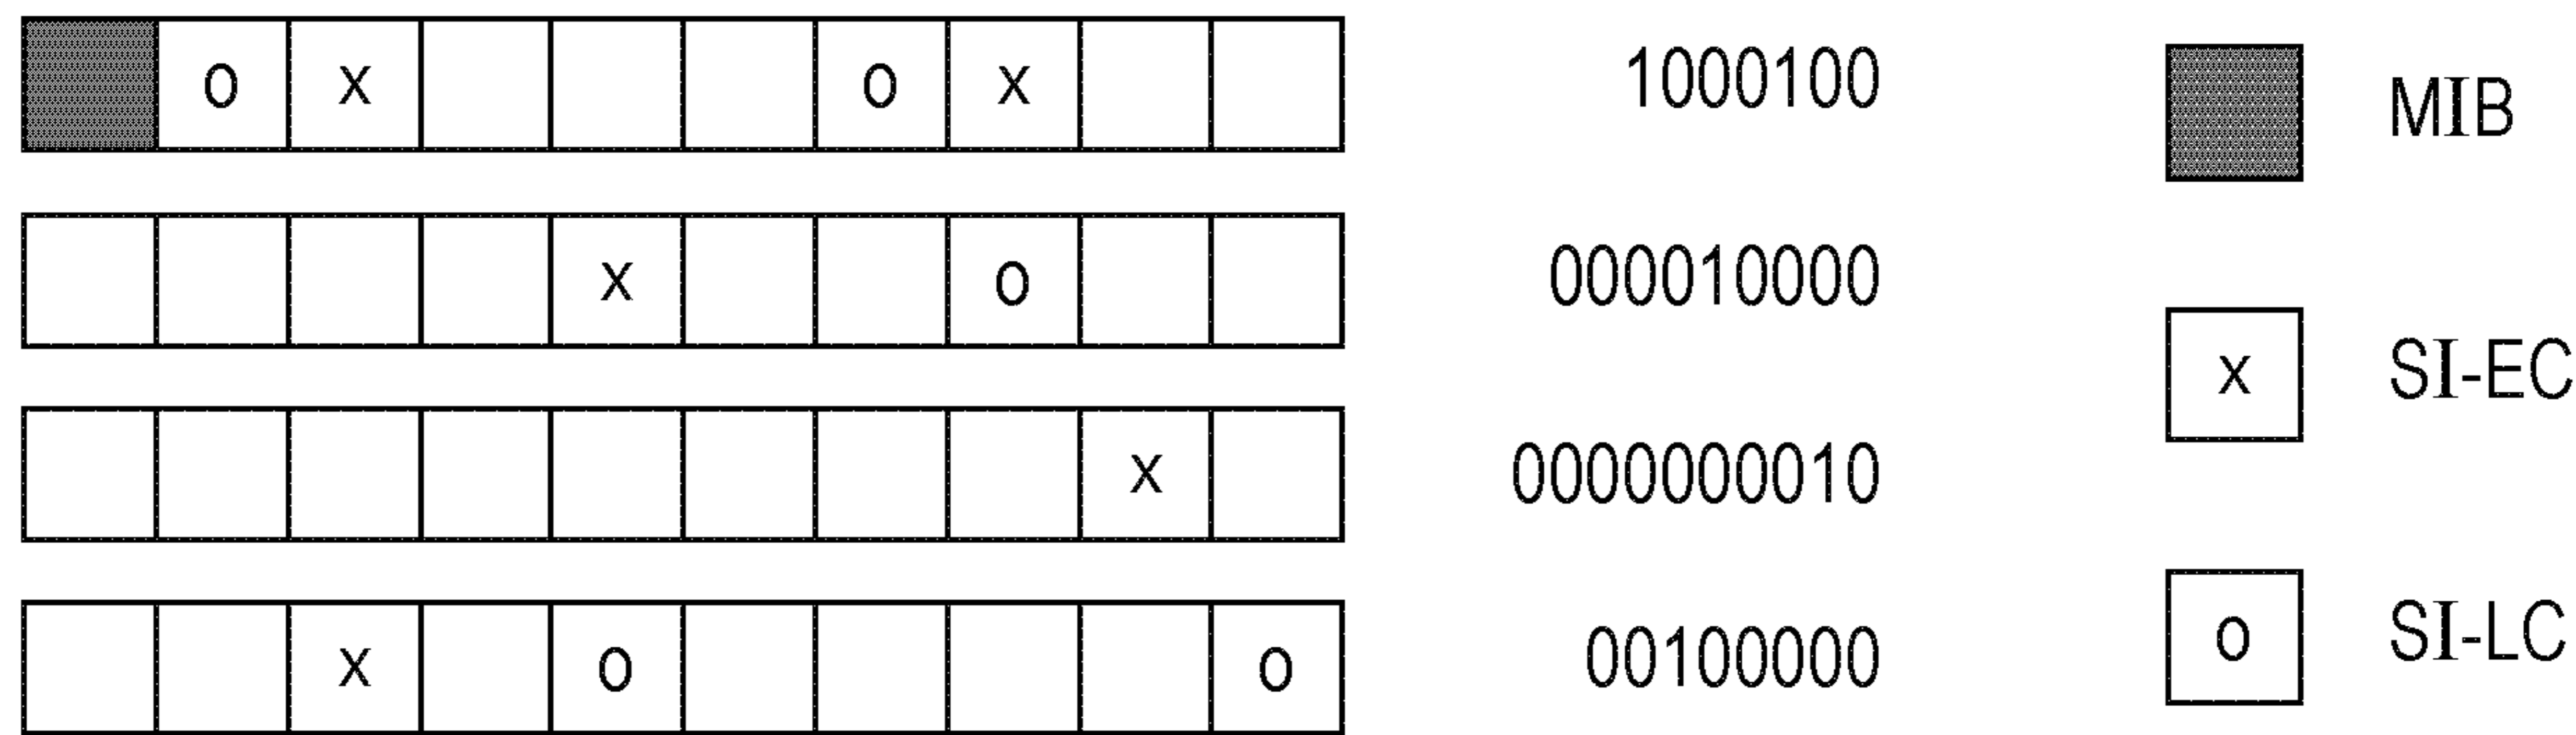 O X O X 1000100
X O 000010000
X 0000000010
X O O 00100000
MIB
X SI-EC
O SI-LC